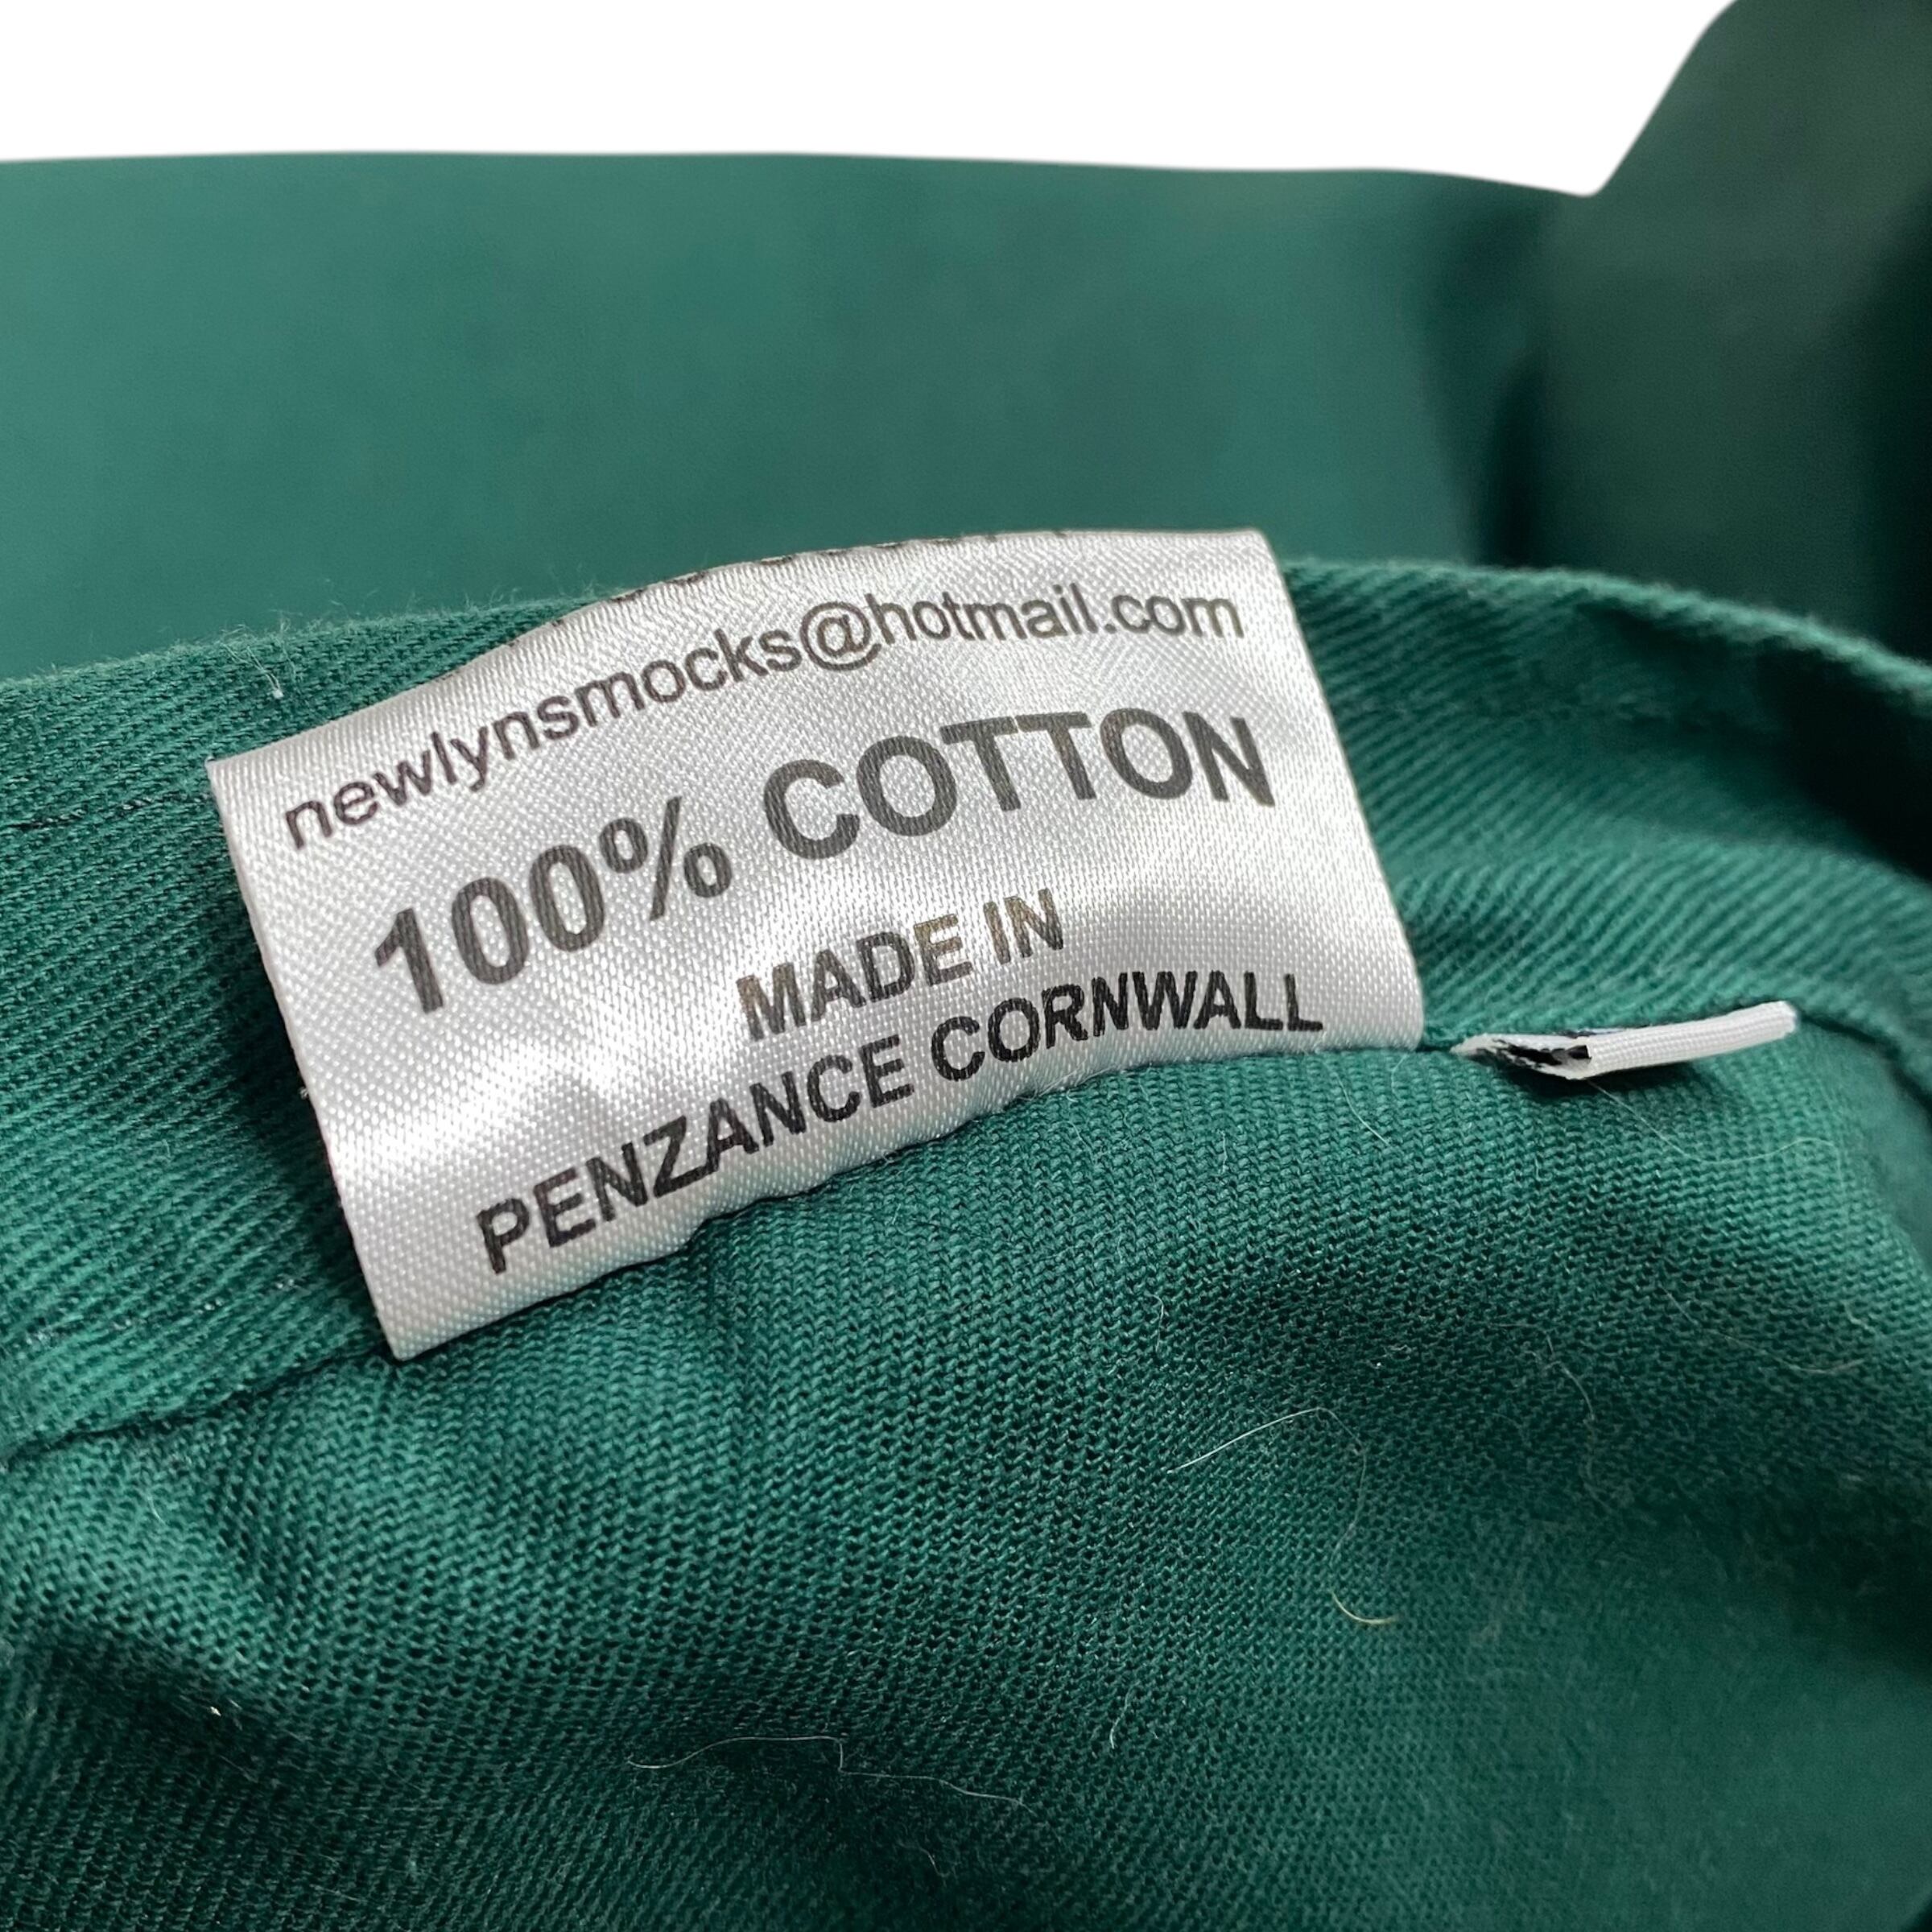 newlynsmocks@hotmail.com
100% COTTON
MADE IN
PENZANCE CORNWALL